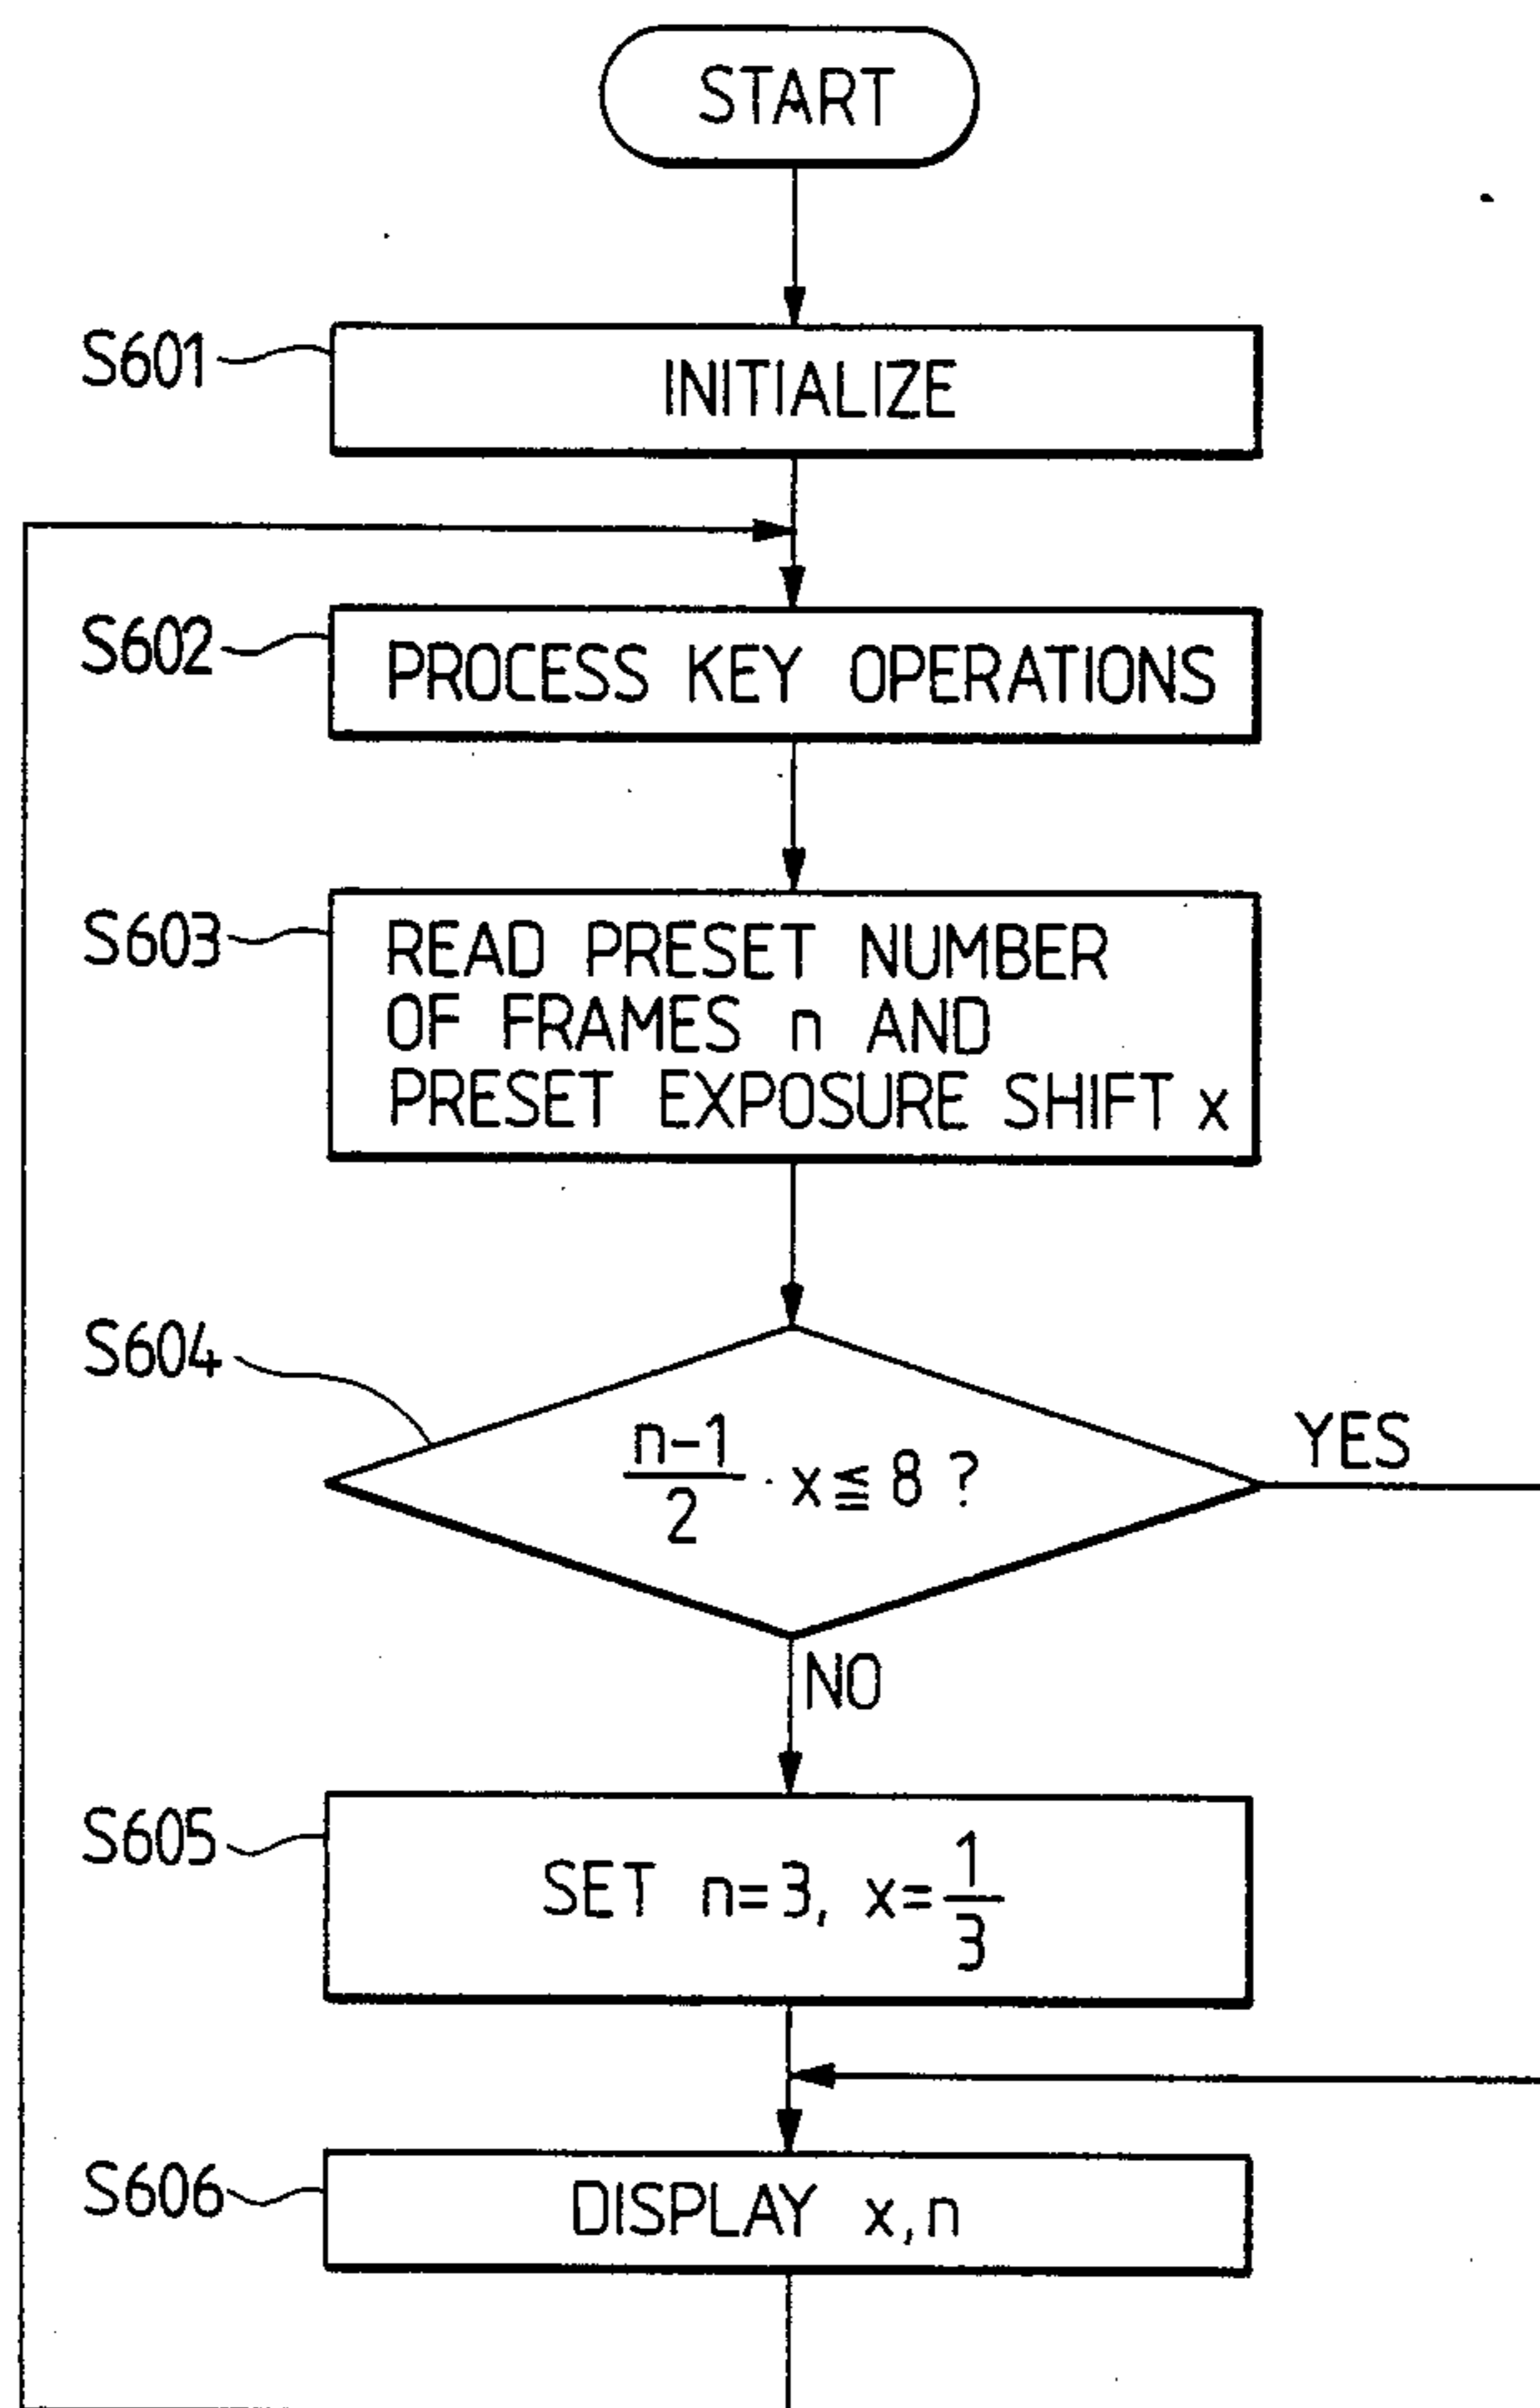 START
S601
INITIALIZE
S602
PROCESS KEY OPERATIONS
S603
READ PRESET NUMBER
OF FRAMES n AND
PRESET EXPOSURE SHIFT x
S604
n-1
2
· x ≦ 8 ?
YES
NO
S605
SET n=3, x=1/3
S606
DISPLAY x,n